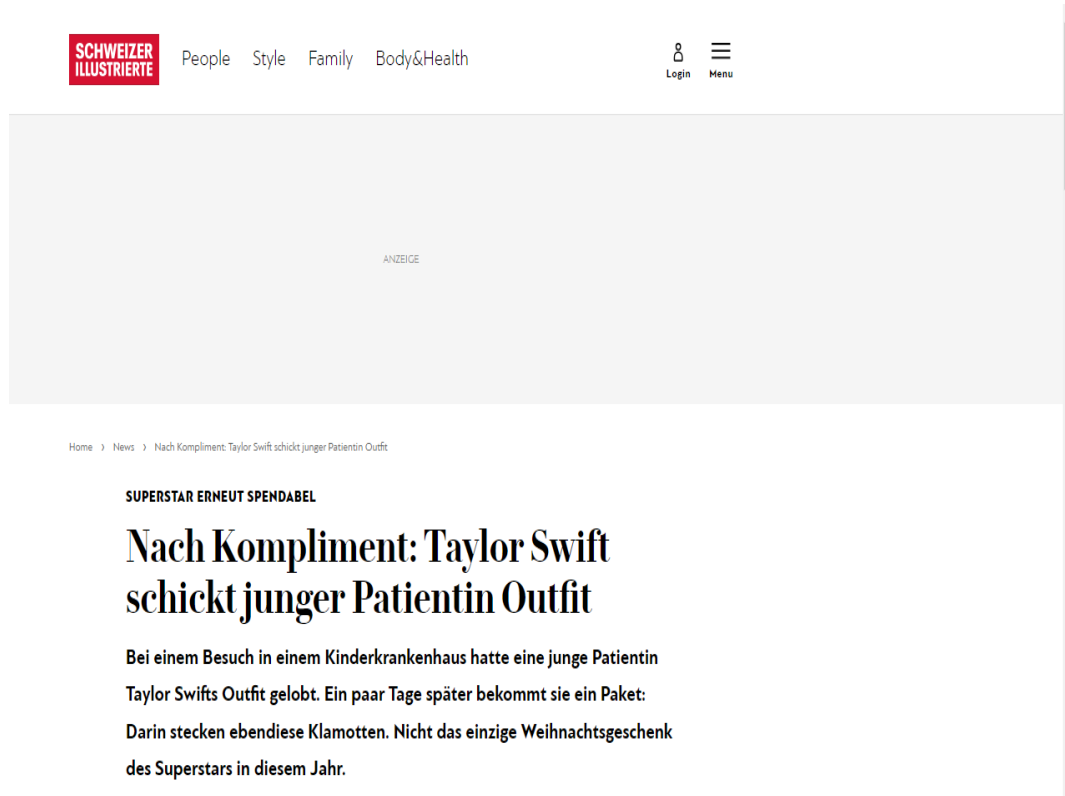 SCHWEIZER
ILLUSTRIERTE
People Style Family Body&Health
Login Menu
ANZEIGE
Home > News > Nach Kompliment: Taylor Swift schickt junger Patientin Outfit
SUPERSTAR ERNEUT SPENDABEL
Nach Kompliment: Taylor Swift
schickt junger Patientin Outfit
Bei einem Besuch in einem Kinderkrankenhaus hatte eine junge Patientin
Taylor Swifts Outfit gelobt. Ein paar Tage später bekommt sie ein Paket:
Darin stecken ebendiese Klamotten. Nicht das einzige Weihnachtsgeschenk
des Superstars in diesem Jahr.